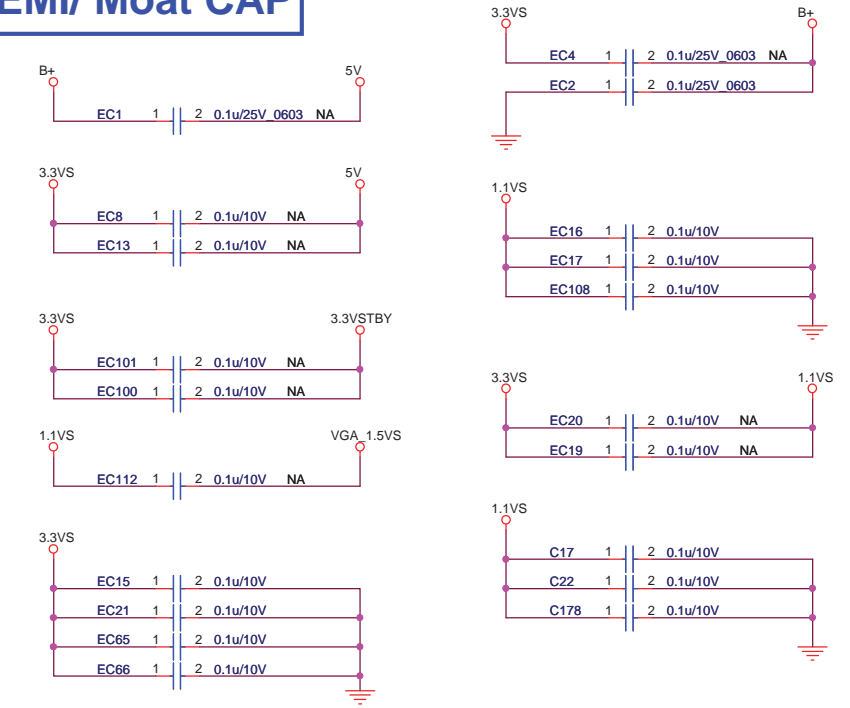 EMI/ Moat CAP
B+ 5V
EC1 1 2 0.1u/25V_0603 NA
3.3VS 5V
EC8 1 2 0.1u/10V NA
EC13 1 2 0.1u/10V NA
3.3VS 3.3VSTBY
EC101 1 2 0.1u/10V NA
EC100 1 2 0.1u/10V NA
1.1VS VGA_1.5VS
EC112 1 2 0.1u/10V NA
3.3VS
EC15 1 2 0.1u/10V
EC21 1 2 0.1u/10V
EC65 1 2 0.1u/10V
EC66 1 2 0.1u/10V
3.3VS B+
EC4 1 2 0.1u/25V_0603 NA
EC2 1 2 0.1u/25V_0603
1.1VS
EC16 1 2 0.1u/10V
EC17 1 2 0.1u/10V
EC108 1 2 0.1u/10V
3.3VS 1.1VS
EC20 1 2 0.1u/10V NA
EC19 1 2 0.1u/10V NA
1.1VS
C17 1 2 0.1u/10V
C22 1 2 0.1u/10V
C178 1 2 0.1u/10V